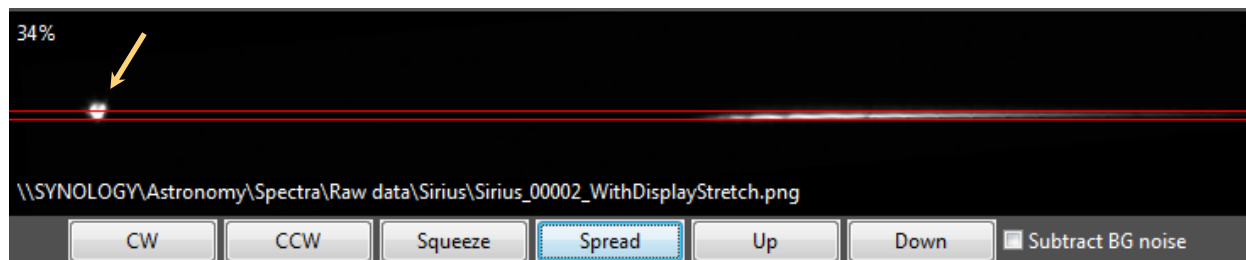 34%
\\SYNOLOGY\Astronomy\Spectra\Raw data\Sirius\Sirius_00002_WithDisplayStretch.png
CW CCW Squeeze Spread Up Down Subtract BG noise